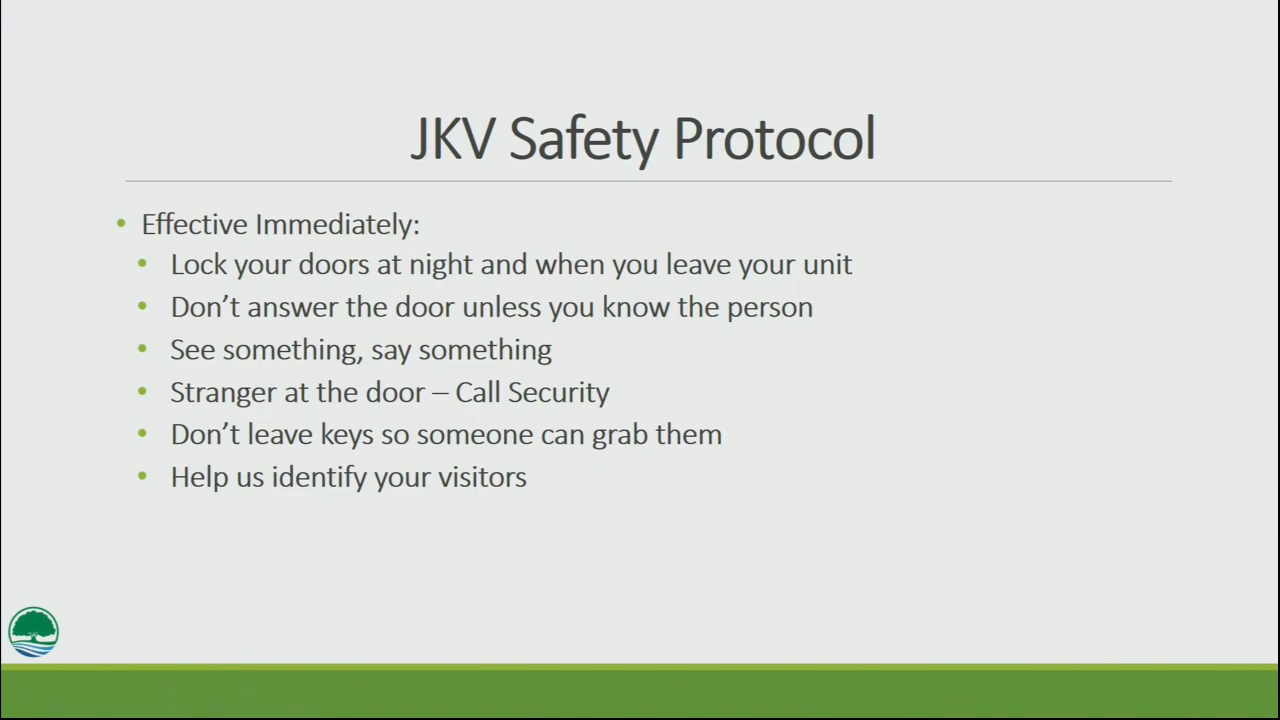 JKV Safety Protocol
• Effective Immediately:
• Lock your doors at night and when you leave your unit
• Don’t answer the door unless you know the person
• See something, say something
• Stranger at the door – Call Security
• Don’t leave keys so someone can grab them
• Help us identify your visitors